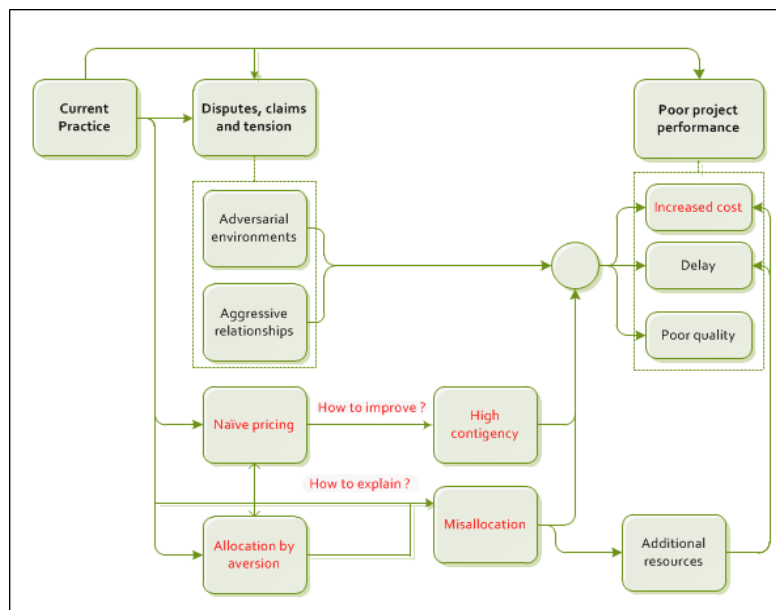 Current
Practice
Disputes, claims
and tension
Poor project
performance
Adversarial
environments
Aggressive
relationships
Increased cost
Delay
Poor quality
Naïve pricing
How to improve ?
High
contigency
How to explain ?
Allocation by
aversion
Misallocation
Additional
resources